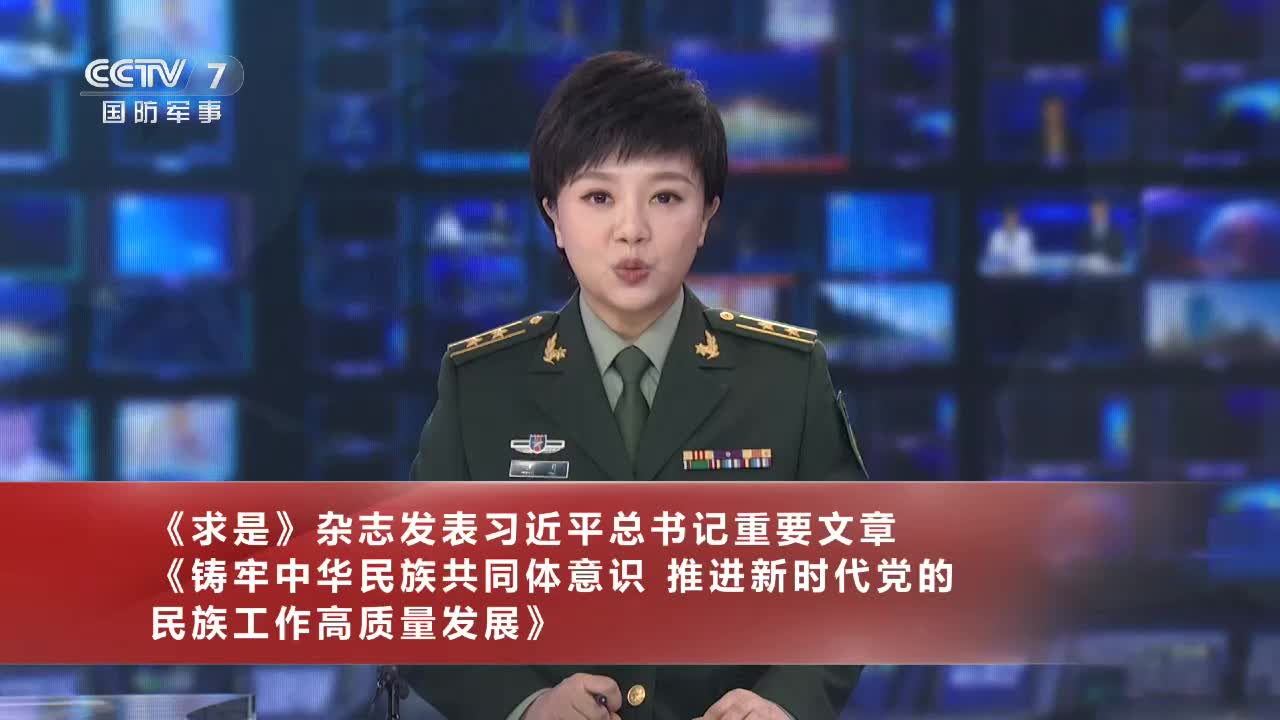 CCTV 7
国防军事
《求是》杂志发表习近平总书记重要文章
《铸牢中华民族共同体意识 推进新时代党的
民族工作高质量发展》